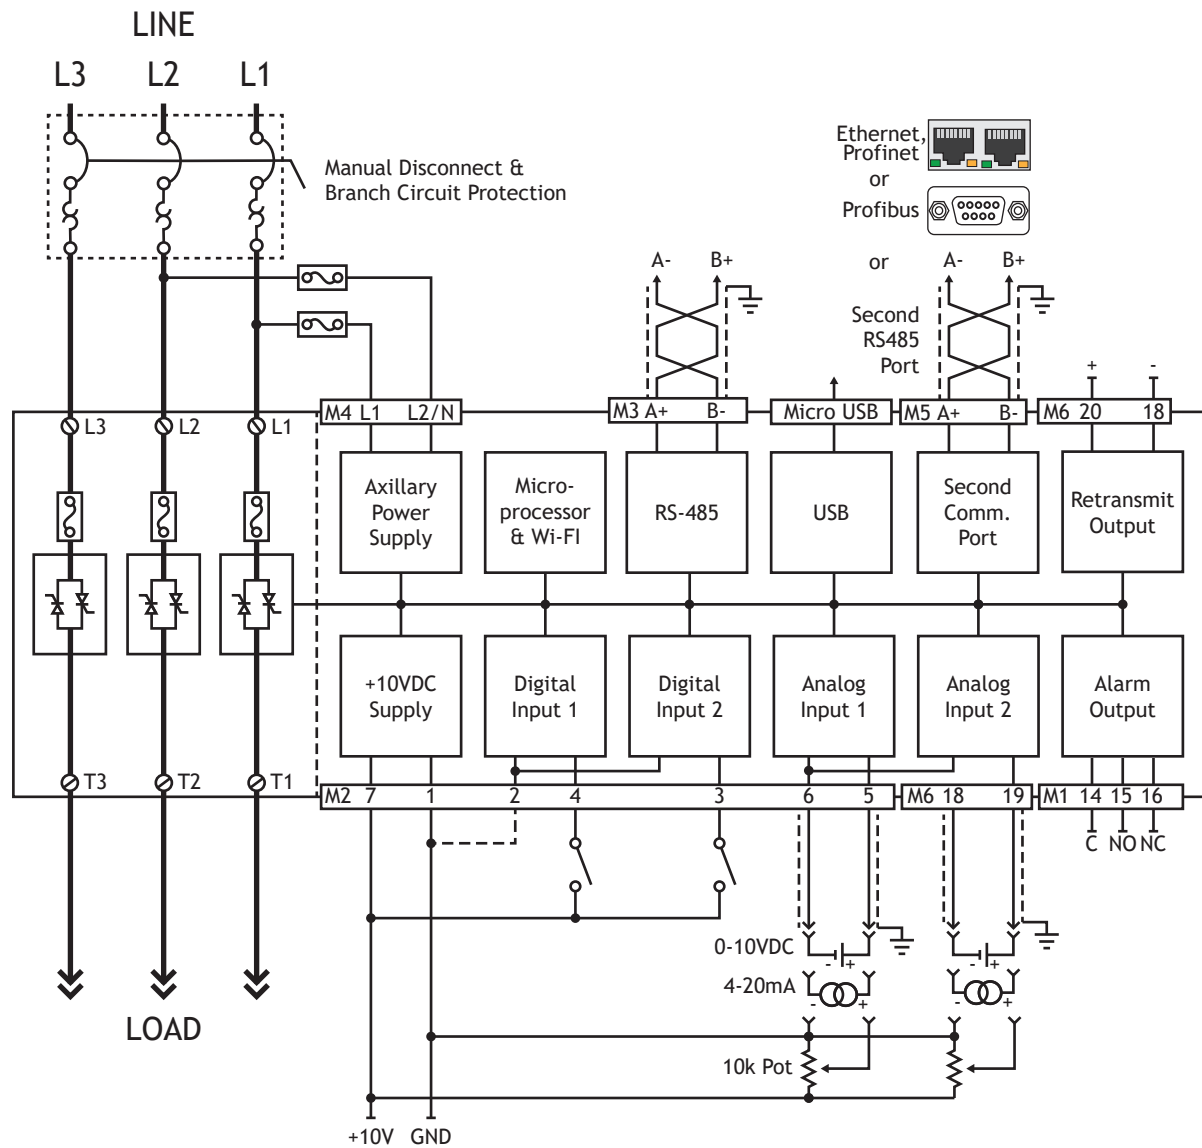 LINE
L3 L2 L1
Manual Disconnect &
Branch Circuit Protection
Ethernet,
Profinet
or
Profibus
or
Second
RS485
Port
A- B+
A- B+
+ -
M4 L1 L2/N
M3 A+ B-
Micro USB
M5 A+ B-
M6 20 18
L3 L2 L1
Axillary
Power
Supply
Micro-
processor
& Wi-FI
RS-485
USB
Second
Comm.
Port
Retransmit
Output
+10VDC
Supply
Digital
Input 1
Digital
Input 2
Analog
Input 1
Analog
Input 2
Alarm
Output
T3 T2 T1
M2 7 1 2 4 3 6 5
M6 18 19
M1 14 15 16
C NO NC
0-10VDC
- +
- +
4-20mA
- +
- +
10k Pot
LOAD
+10V GND